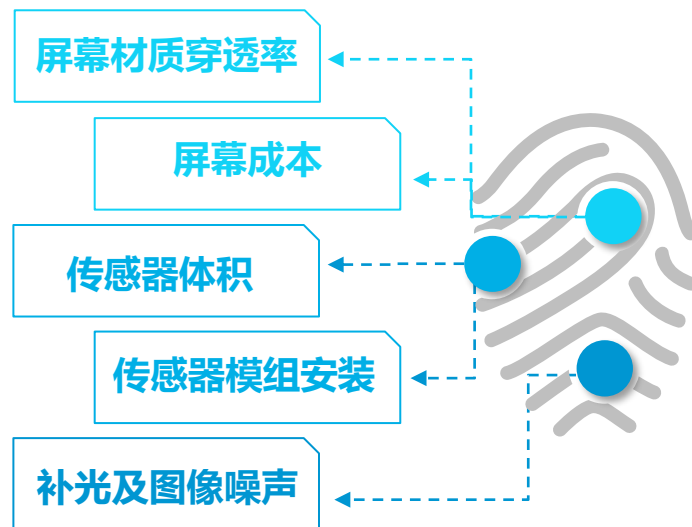 屏幕材质穿透率
屏幕成本
传感器体积
传感器模组安装
补光及图像噪声